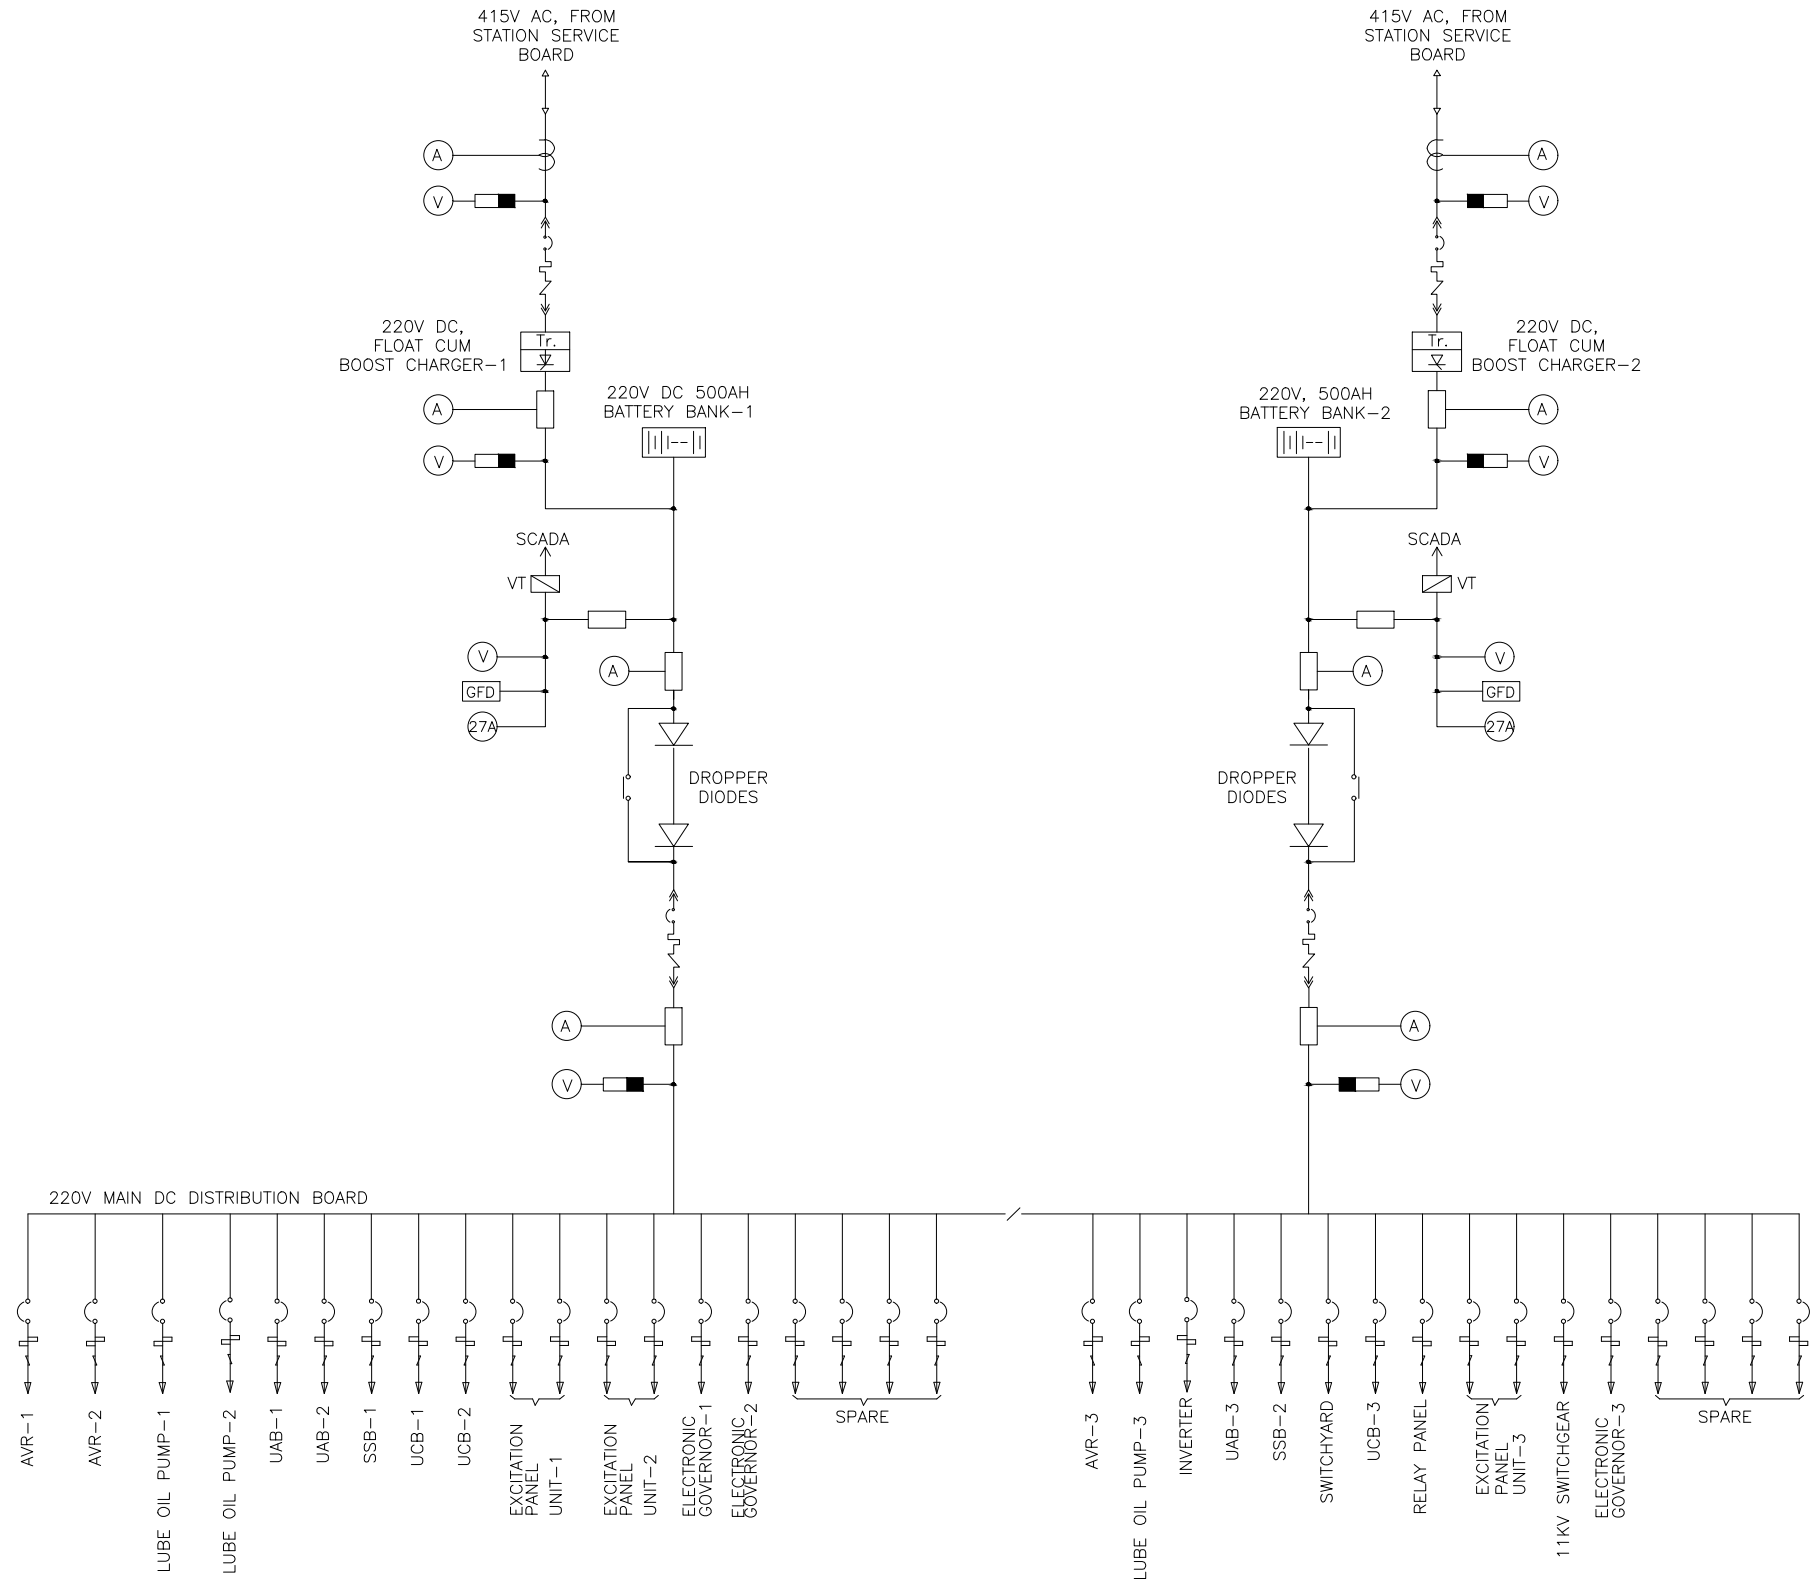 415V AC, FROM
STATION SERVICE
BOARD
415V AC, FROM
STATION SERVICE
BOARD
A
A
V
V
220V DC,
FLOAT CUM
BOOST CHARGER-1
Tr.
Tr.
220V DC,
FLOAT CUM
BOOST CHARGER-2
220V DC 500AH
BATTERY BANK-1
220V, 500AH
BATTERY BANK-2
A
A
V
V
SCADA
SCADA
VT
VT
V
A
A
V
GFD
GFD
27A
27A
DROPPER
DIODES
DROPPER
DIODES
A
A
V
V
220V MAIN DC DISTRIBUTION BOARD
AVR-1
AVR-2
LUBE OIL PUMP-1
LUBE OIL PUMP-2
UAB-1
UAB-2
SSB-1
UCB-1
UCB-2
EXCITATION
PANEL
UNIT-1
EXCITATION
PANEL
UNIT-2
ELECTRONIC
GOVERNOR-1
ELECTRONIC
GOVERNOR-2
SPARE
AVR-3
LUBE OIL PUMP-3
INVERTER
UAB-3
SSB-2
SWITCHYARD
UCB-3
RELAY PANEL
EXCITATION
PANEL
UNIT-3
11KV SWITCHGEAR
ELECTRONIC
GOVERNOR-3
SPARE